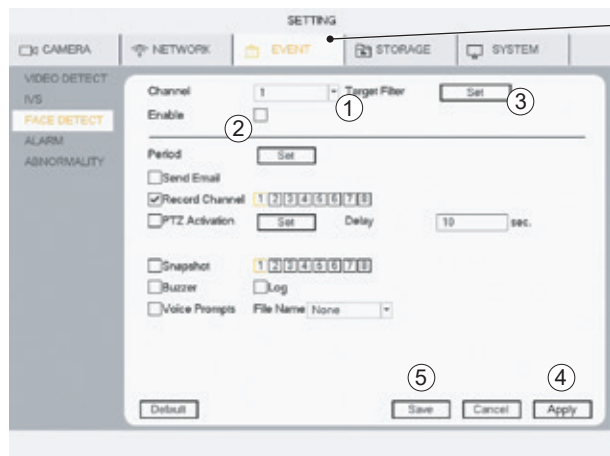 SETTING
CAMERA NETWORK EVENT STORAGE SYSTEM
VIDEO DETECT
IVS
FACE DETECT
ALARM
ABNORMALITY
Channel 1 Target Filter Set
① ③
Enable
②
Period Set
Send Email
Record Channel 1 2 3 4 5 6 7 8
PTZ Activation Set Delay 10 sec.
Snapshot 1 2 3 4 5 6 7 8
Buzzer Log
Voice Prompts File Name None
⑤ ④
Default Save Cancel Apply